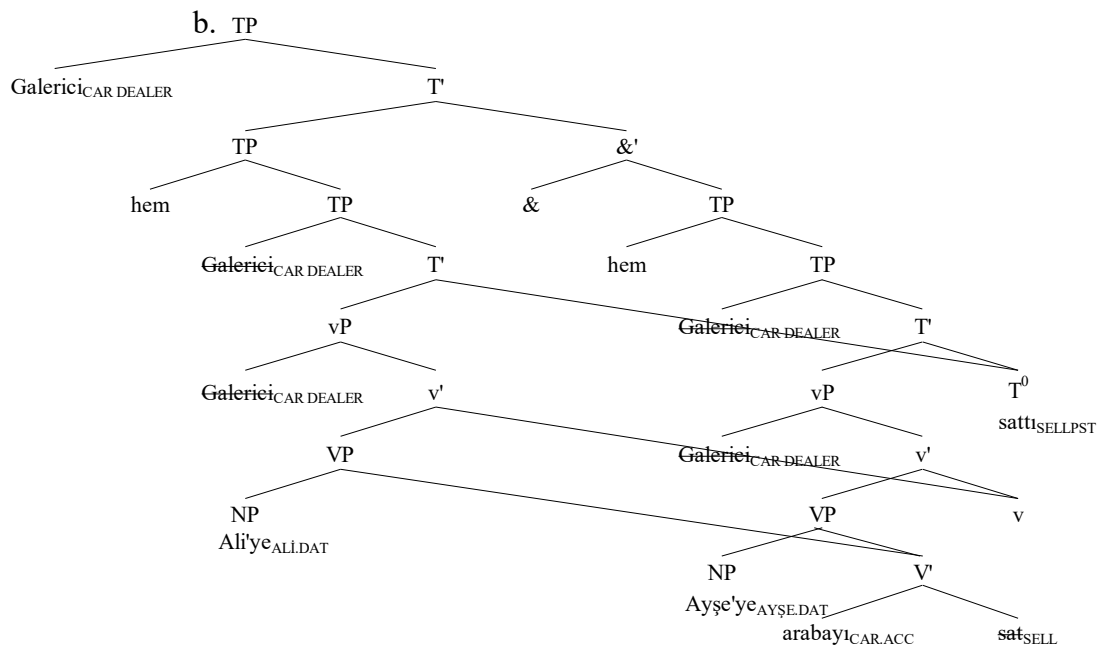 b. TP
Galerici CAR DEALER T'
TP &'
hem TP & TP
Galerici CAR DEALER T' hem TP
vP Galerici CAR DEALER T'
Galerici CAR DEALER v' vP T0
sattı SELLPST
VP Galerici CAR DEALER v'
NP VP v
Ali'ye ALİ.DAT
NP V'
Ayşe'ye AYŞE.DAT
arabayı CAR.ACC sat SELL